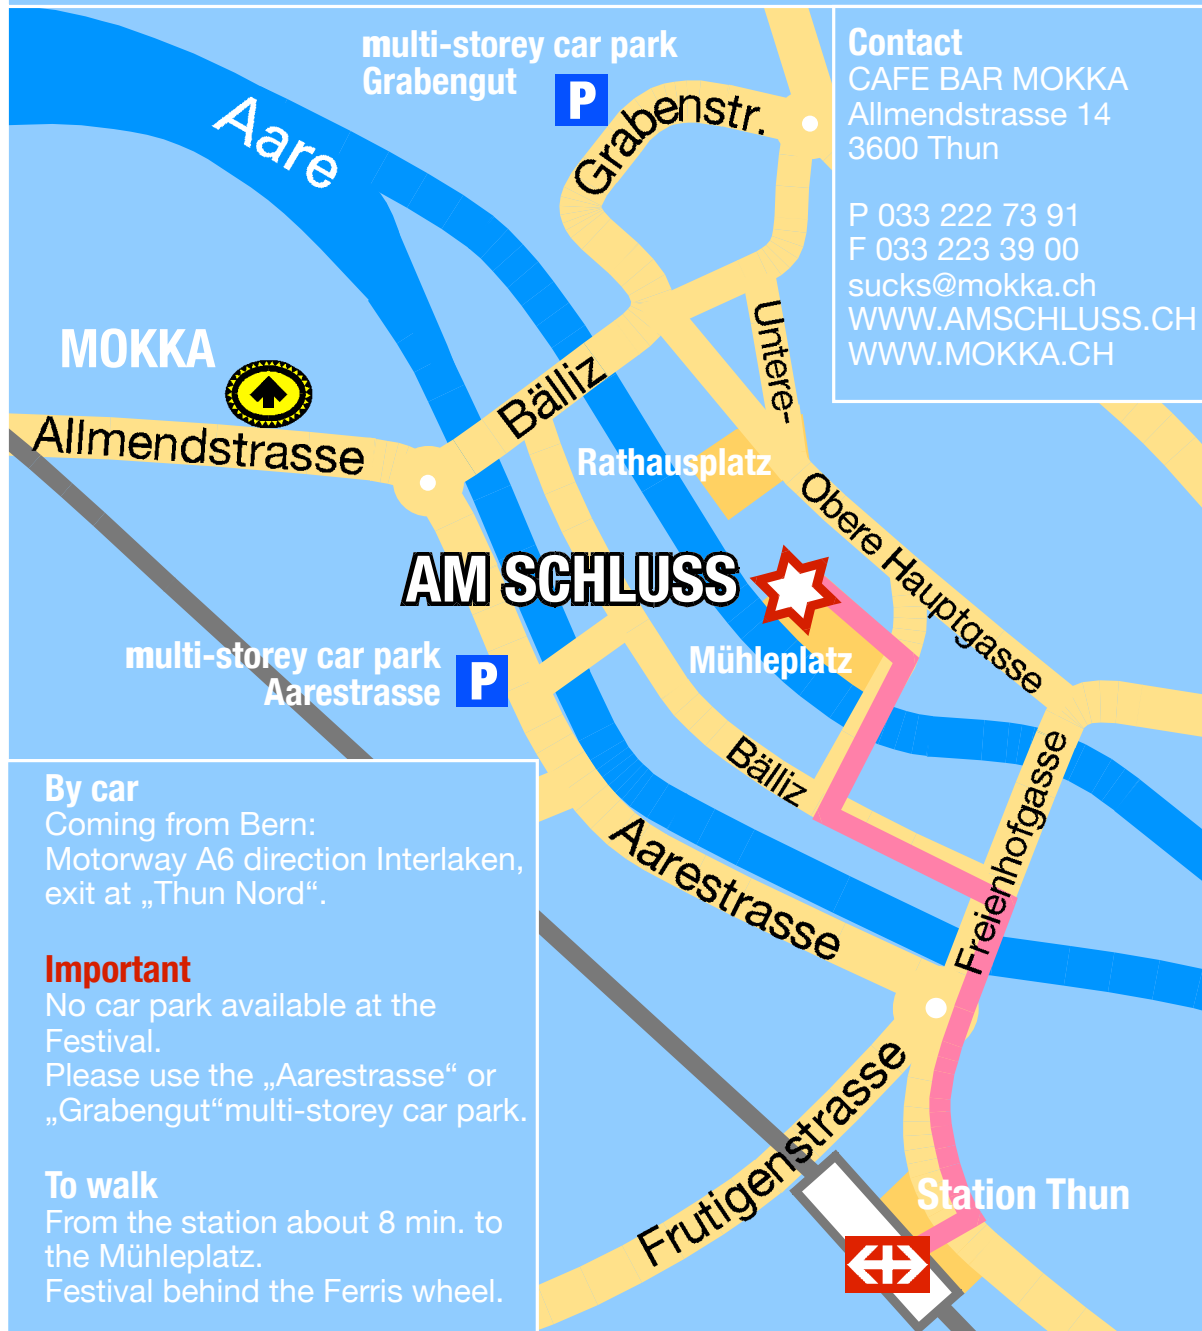 multi-storey car park
Grabengut
P
Grabenstr.
Aare
Contact
CAFE BAR MOKKA
Allmendstrasse 14
3600 Thun
P 033 222 73 91
F 033 223 39 00
sucks@mokka.ch
WWW.AMSCHLUSS.CH
WWW.MOKKA.CH
MOKKA
Allmendstrasse
Bälliz
Untere-
Rathausplatz
Obere Hauptgasse
AM SCHLUSS
Mühleplatz
multi-storey car park
Aarestrasse
P
Bälliz
Freienhofgasse
Aarestrasse
Frutigenstrasse
Station Thun
By car
Coming from Bern:
Motorway A6 direction Interlaken,
exit at „Thun Nord“.
Important
No car park available at the
Festival.
Please use the „Aarestrasse“ or
„Grabengut“multi-storey car park.
To walk
From the station about 8 min. to
the Mühleplatz.
Festival behind the Ferris wheel.